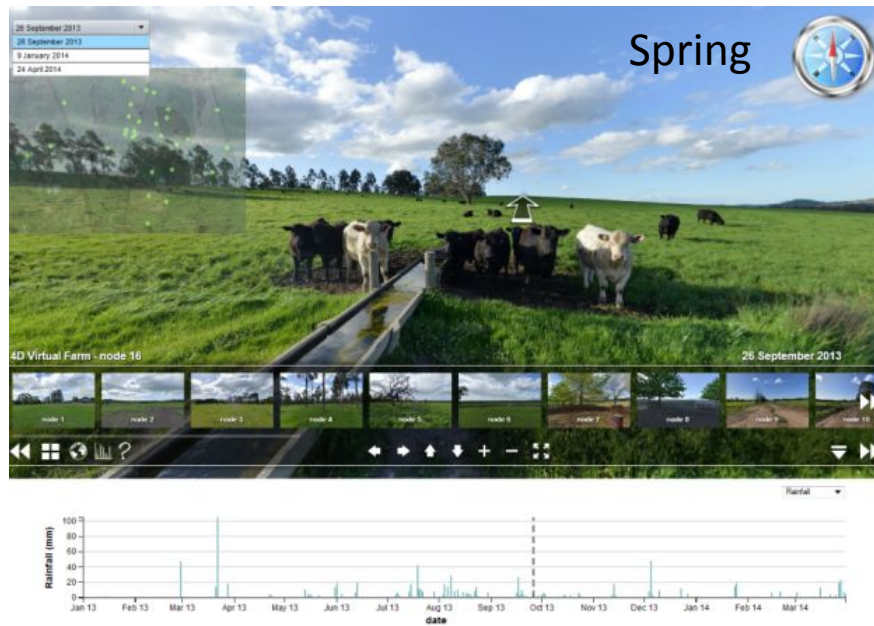 26 September 2013
26 September 2013
9 January 2014
24 April 2014
Spring
4D Virtual Farm - node 16
26 September 2013
node 1
node 2
node 3
node 4
node 5
node 6
node 7
node 8
node 9
node 10
?
Rainfall
Rainfall (mm)
100
80
60
40
20
0
Jan 13 Feb 13 Mar 13 Apr 13 May 13 Jun 13 Jul 13 Aug 13 Sep 13 Oct 13 Nov 13 Dec 13 Jan 14 Feb 14 Mar 14
date